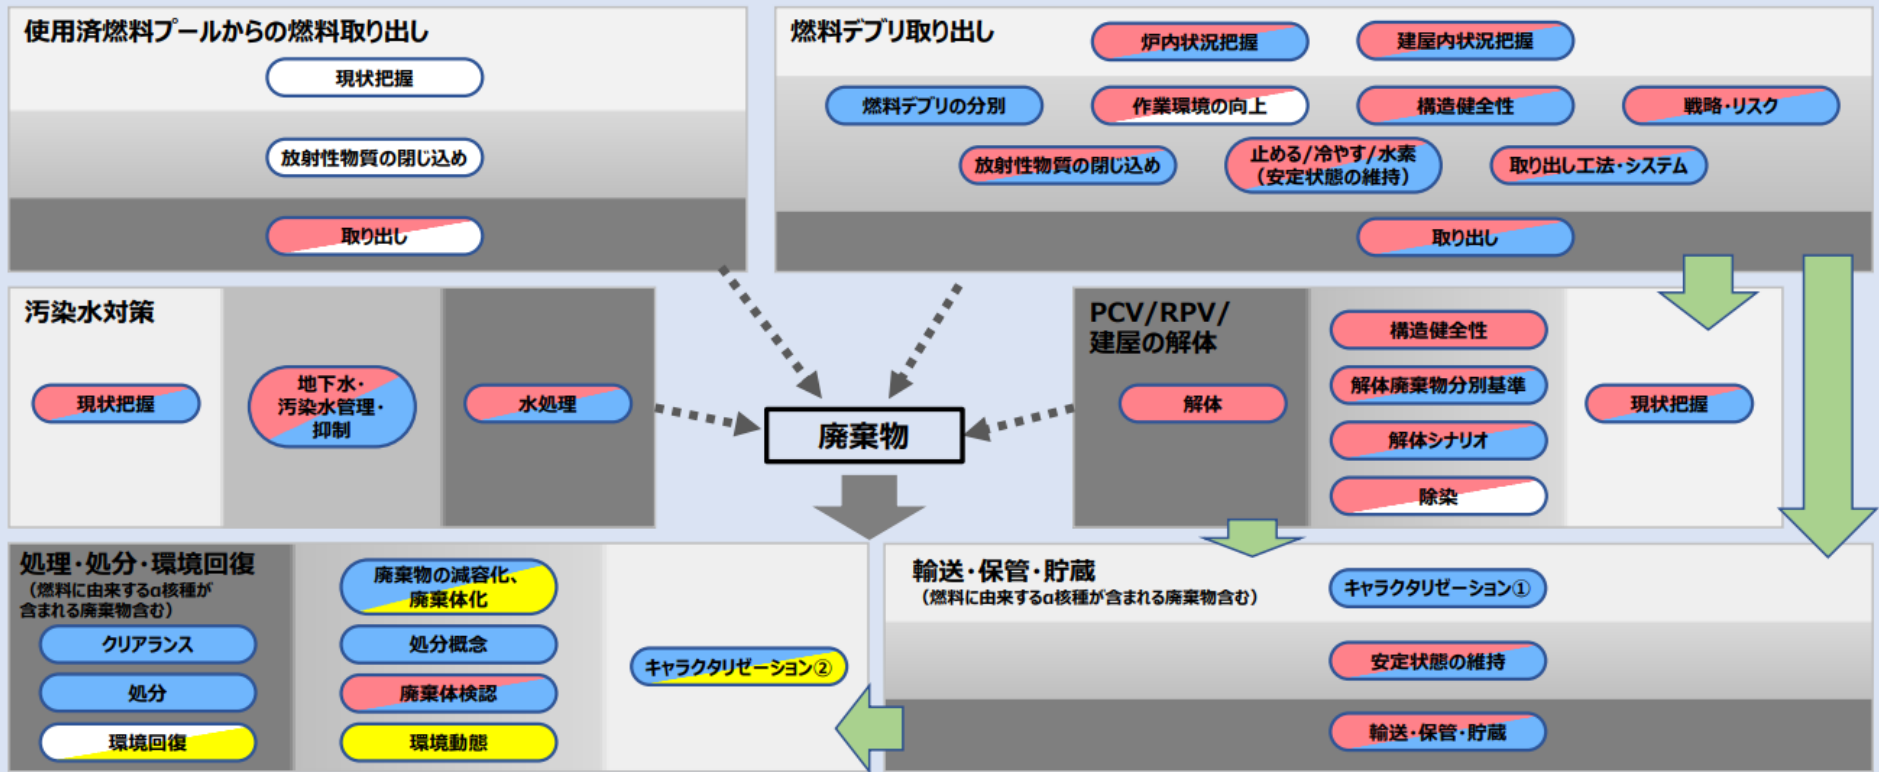 使用済燃料プールからの燃料取り出し
現状把握
放射性物質の閉じ込め
取り出し
燃料デブリ取り出し
炉内状況把握
建屋内状況把握
燃料デブリの分別
作業環境の向上
構造健全性
戦略・リスク
放射性物質の閉じ込め
止める/冷やす/水素
（安定状態の維持）
取り出し工法・システム
取り出し
汚染水対策
現状把握
地下水・
汚染水管理・
抑制
水処理
廃棄物
PCV/RPV/
建屋の解体
解体
構造健全性
解体廃棄物分別基準
解体シナリオ
除染
現状把握
処理・処分・環境回復
（燃料に由来するα核種が
含まれる廃棄物含む）
クリアランス
処分
環境回復
廃棄物の減容化、
廃棄体化
処分概念
廃棄体検認
環境動態
キャラクタリゼーション②
輸送・保管・貯蔵
（燃料に由来するα核種が含まれる廃棄物含む）
キャラクタリゼーション①
安定状態の維持
輸送・保管・貯蔵